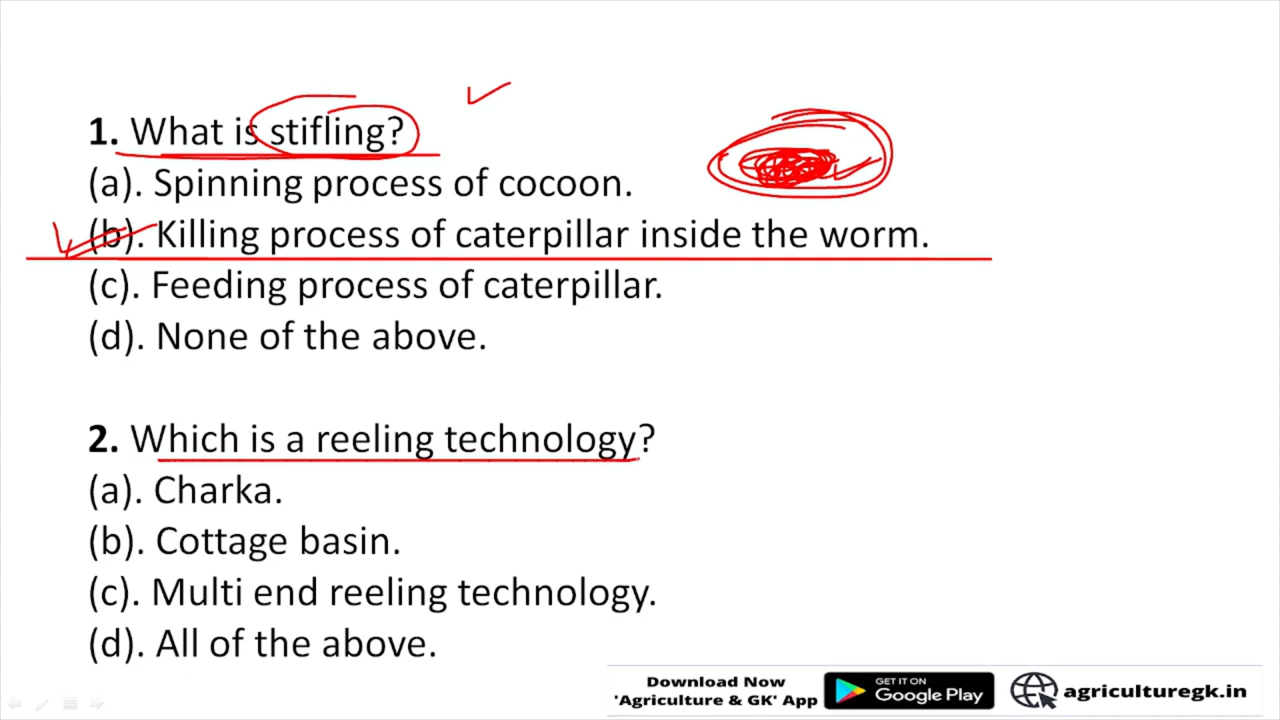 1. What is stifling?
(a). Spinning process of cocoon.
(b). Killing process of caterpillar inside the worm.
(c). Feeding process of caterpillar.
(d). None of the above.
2. Which is a reeling technology?
(a). Charka.
(b). Cottage basin.
(c). Multi end reeling technology.
(d). All of the above.
Download Now
'Agriculture & GK' App
GET IT ON
Google Play
agriculturegk.in